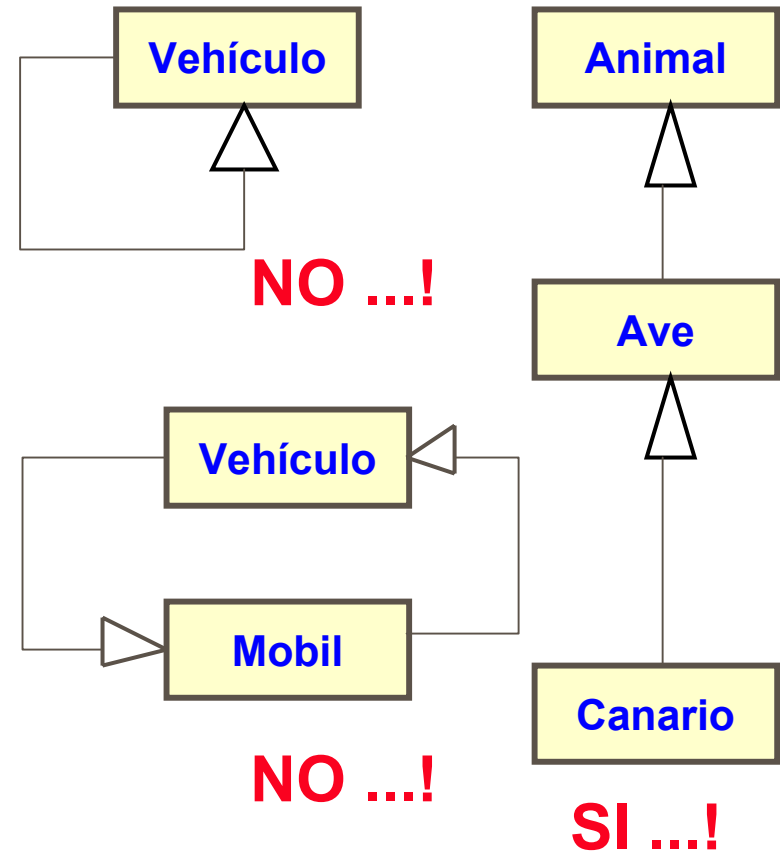 Vehículo
NO ...!
Vehículo
Mobil
NO ...!
Animal
Ave
Canario
SI ...!